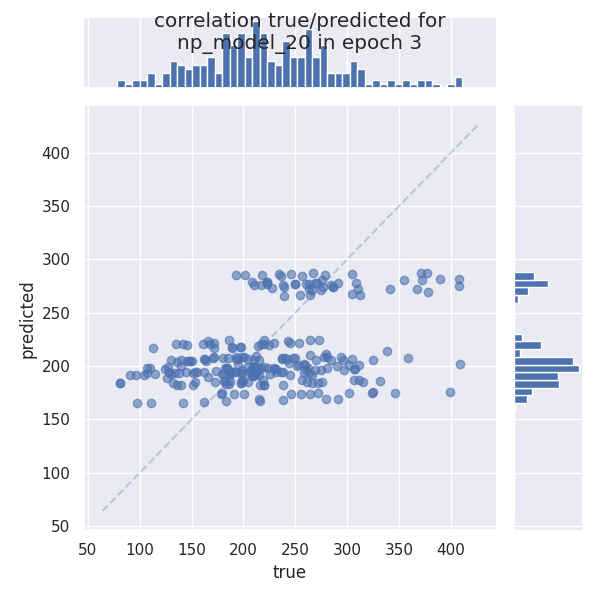 correlation true/predicted for
np_model_20 in epoch 3
400
350
300
250
200
150
100
50
predicted
50 100 150 200 250 300 350 400
true